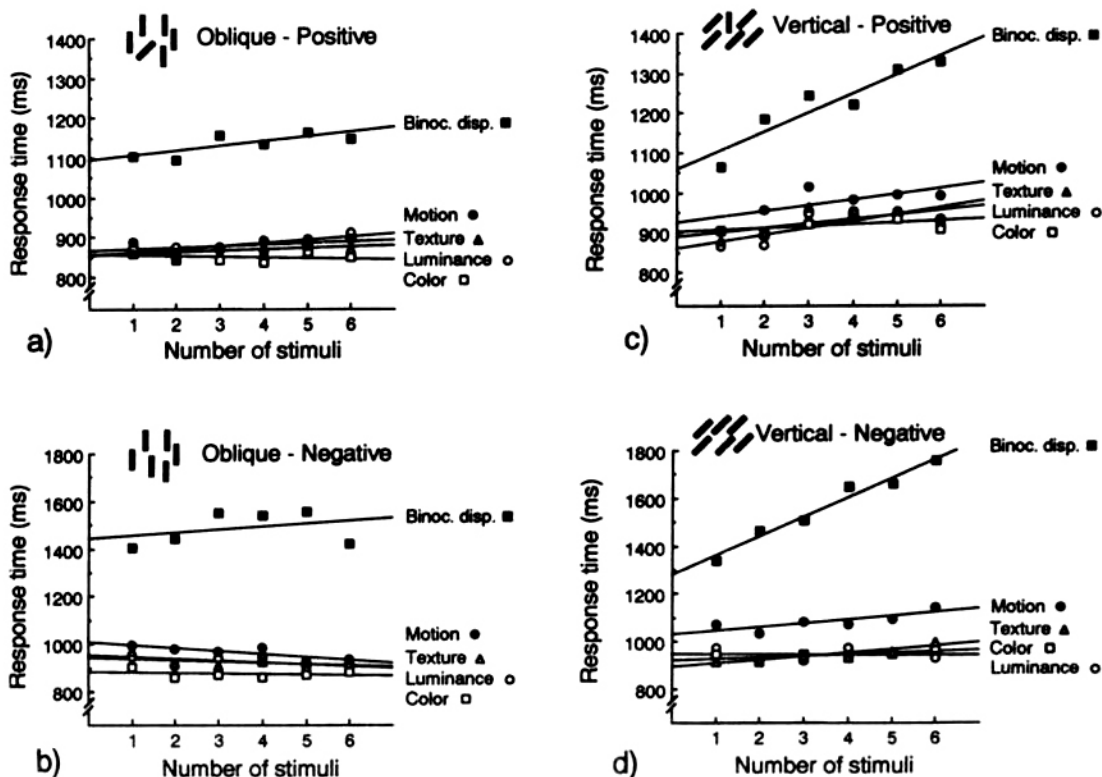 Oblique - Positive
Response time (ms)
1400
1300
1200
1100
1000
900
800
Binoc. disp. ■
Motion ●
Texture ▲
Luminance o
Color □
1 2 3 4 5 6
Number of stimuli
a)
Vertical - Positive
Response time (ms)
1400
1300
1200
1100
1000
900
800
Binoc. disp. ■
Motion ●
Texture ▲
Luminance o
Color □
1 2 3 4 5 6
Number of stimuli
c)
Oblique - Negative
Response time (ms)
1800
1600
1400
1200
1000
800
Binoc. disp. ■
Motion ●
Texture ▲
Luminance o
Color □
1 2 3 4 5 6
Number of stimuli
b)
Vertical - Negative
Response time (ms)
1800
1600
1400
1200
1000
800
Binoc. disp. ■
Motion ●
Texture ▲
Color □
Luminance o
1 2 3 4 5 6
Number of stimuli
d)